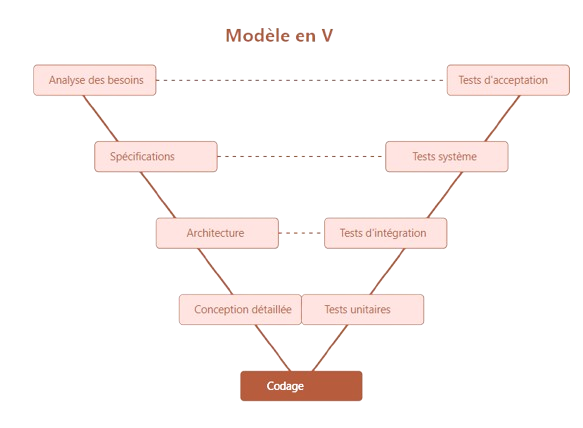 Modèle en V
Analyse des besoins
Tests d'acceptation
Spécifications
Tests système
Architecture
Tests d'intégration
Conception détaillée
Tests unitaires
Codage